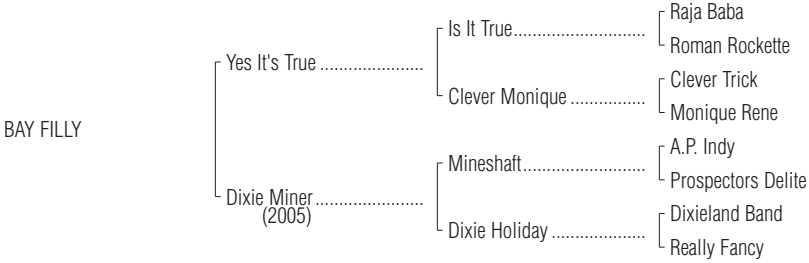 Raja Baba
Is It True............................
Roman Rockette
Yes It's True ......................
Clever Trick
Clever Monique ................
Monique Rene
BAY FILLY
A.P. Indy
Mineshaft..........................
Prospectors Delite
Dixie Miner.......................
(2005)
Dixieland Band
Dixie Holiday ....................
Really Fancy